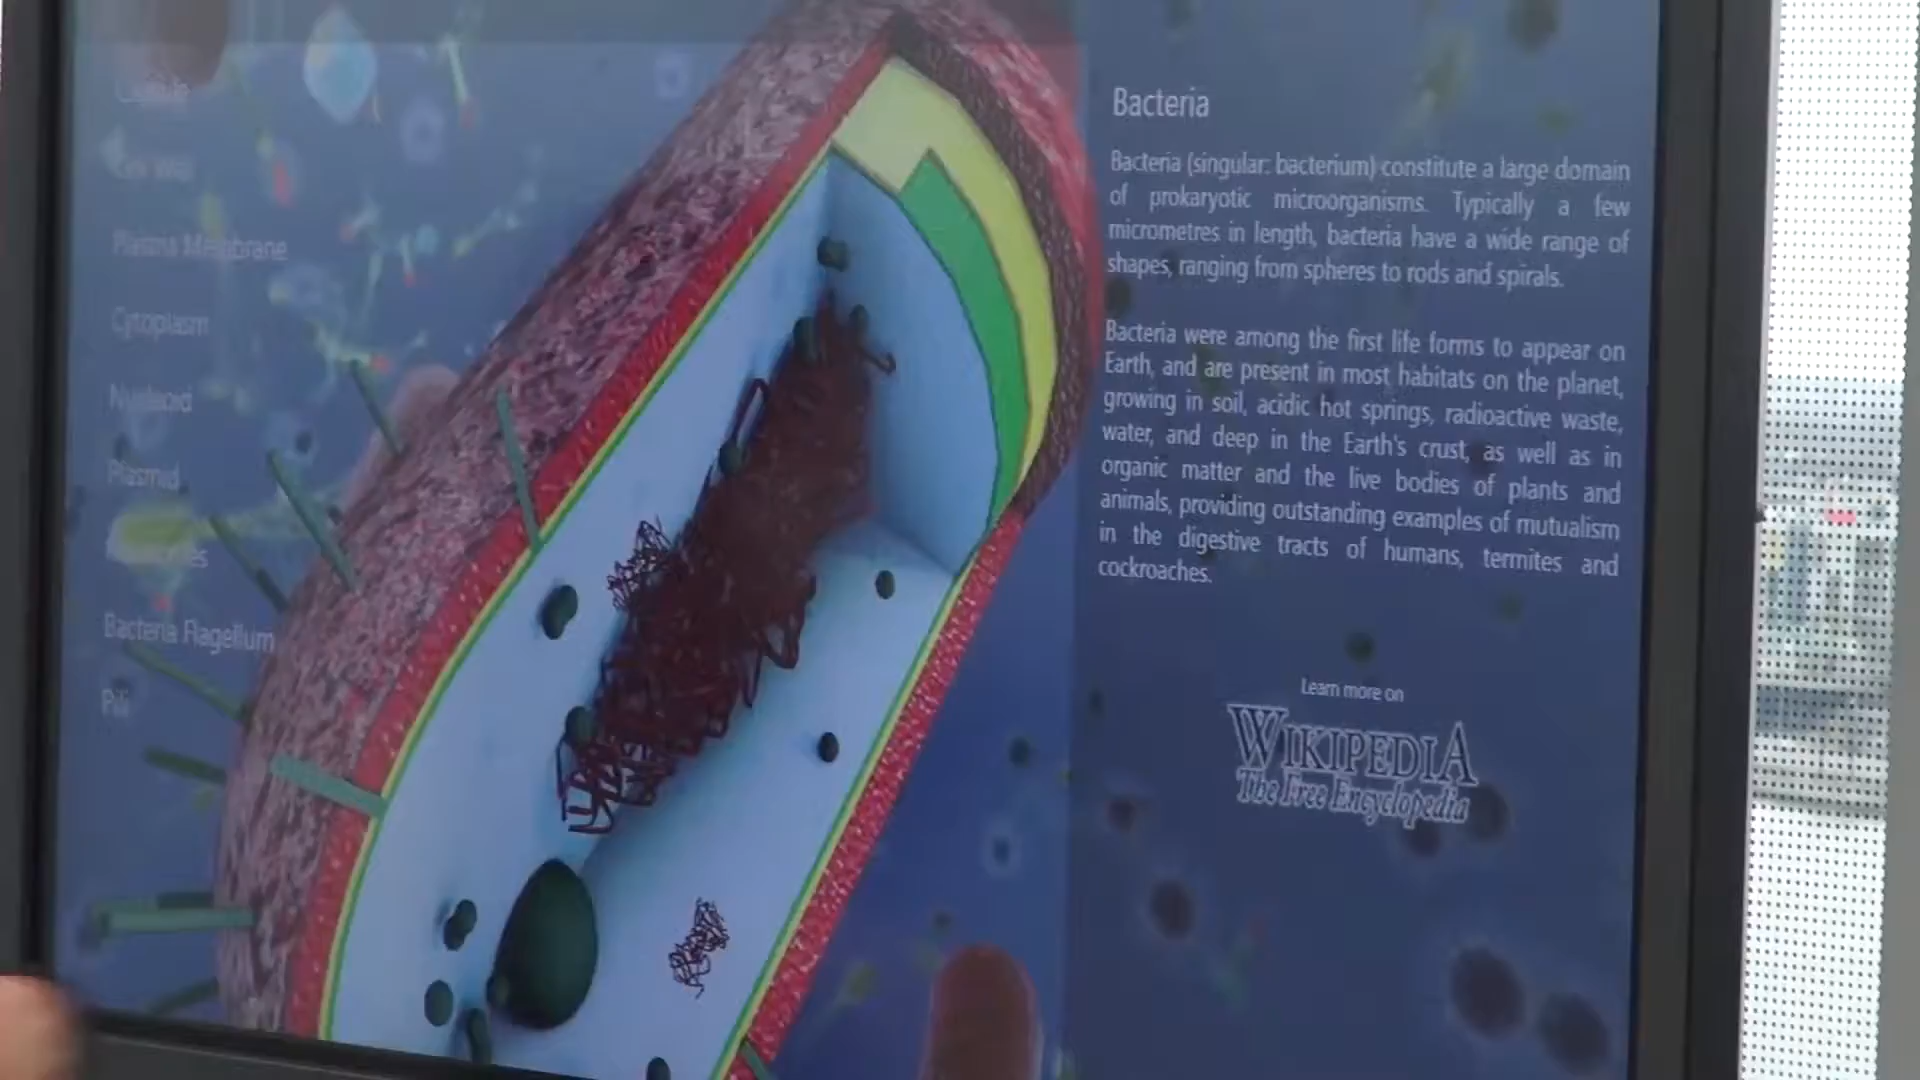 Capsule
Cell Wall
Plasma Membrane
Cytoplasm
Nucleoid
Plasmid
Bacteria Flagellum
Pili
Bacteria
Bacteria (singular: bacterium) constitute a large domain
of prokaryotic microorganisms. Typically a few
micrometres in length, bacteria have a wide range of
shapes, ranging from spheres to rods and spirals.
Bacteria were among the first life forms to appear on
Earth, and are present in most habitats on the planet,
growing in soil, acidic hot springs, radioactive waste,
water, and deep in the Earth's crust, as well as in
organic matter and the live bodies of plants and
animals, providing outstanding examples of mutualism
in the digestive tracts of humans, termites and
cockroaches.
Learn more on
WIKIPEDIA
The Free Encyclopedia